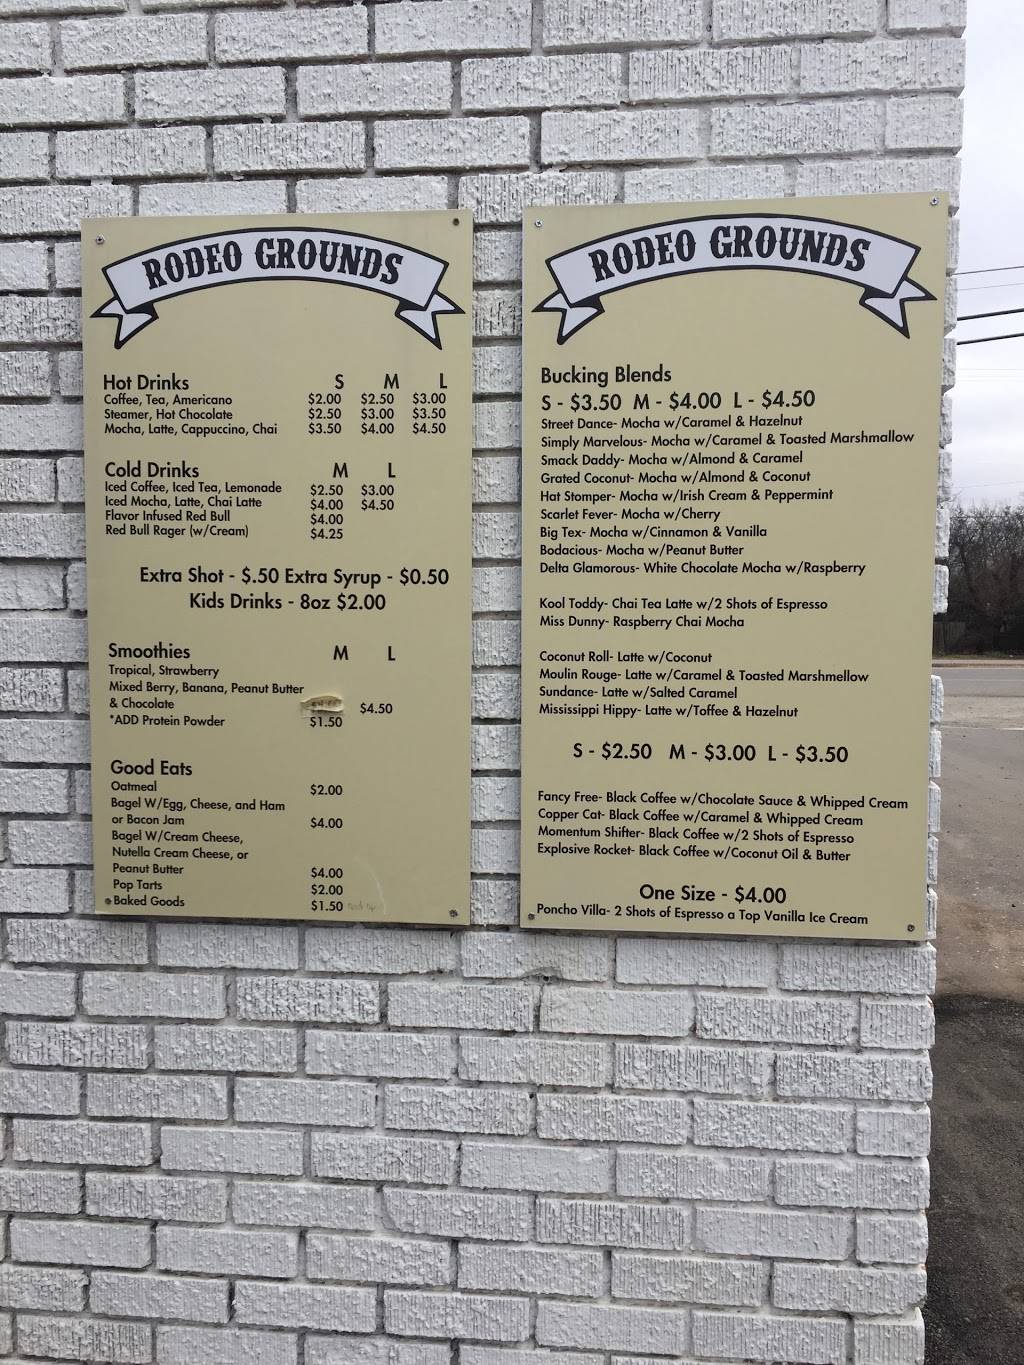 RODEO GROUNDS
Hot Drinks S M L
Coffee, Tea, Americano $2.00 $2.50 $3.00
Steamer, Hot Chocolate $2.50 $3.00 $3.50
Mocha, Latte, Cappuccino, Chai $3.50 $4.00 $4.50
Cold Drinks M L
Iced Coffee, Iced Tea, Lemonade $2.50 $3.00
Iced Mocha, Latte, Chai Latte $4.00 $4.50
Flavor Infused Red Bull $4.00
Red Bull Rager (w/Cream) $4.25
Extra Shot - $.50 Extra Syrup - $0.50
Kids Drinks - 8oz $2.00
Smoothies M L
Tropical, Strawberry
Mixed Berry, Banana, Peanut Butter
& Chocolate $4.50
*ADD Protein Powder $1.50
Good Eats
Oatmeal $2.00
Bagel W/Egg, Cheese, and Ham
or Bacon Jam $4.00
Bagel W/Cream Cheese,
Nutella Cream Cheese, or
Peanut Butter $4.00
Pop Tarts $2.00
Baked Goods $1.50
RODEO GROUNDS
Bucking Blends
S - $3.50 M - $4.00 L - $4.50
Street Dance- Mocha w/Caramel & Hazelnut
Simply Marvelous- Mocha w/Caramel & Toasted Marshmallow
Smack Daddy- Mocha w/Almond & Caramel
Grated Coconut- Mocha w/Almond & Coconut
Hat Stomper- Mocha w/Irish Cream & Peppermint
Scarlet Fever- Mocha w/Cherry
Big Tex- Mocha w/Cinnamon & Vanilla
Bodacious- Mocha w/Peanut Butter
Delta Glamorous- White Chocolate Mocha w/Raspberry
Kool Toddy- Chai Tea Latte w/2 Shots of Espresso
Miss Dunny- Raspberry Chai Mocha
Coconut Roll- Latte w/Coconut
Moulin Rouge- Latte w/Caramel & Toasted Marshmellow
Sundance- Latte w/Salted Caramel
Mississippi Hippy- Latte w/Toffee & Hazelnut
S - $2.50 M - $3.00 L - $3.50
Fancy Free- Black Coffee w/Chocolate Sauce & Whipped Cream
Copper Cat- Black Coffee w/Caramel & Whipped Cream
Momentum Shifter- Black Coffee w/2 Shots of Espresso
Explosive Rocket- Black Coffee w/Coconut Oil & Butter
One Size - $4.00
Poncho Villa- 2 Shots of Espresso a Top Vanilla Ice Cream